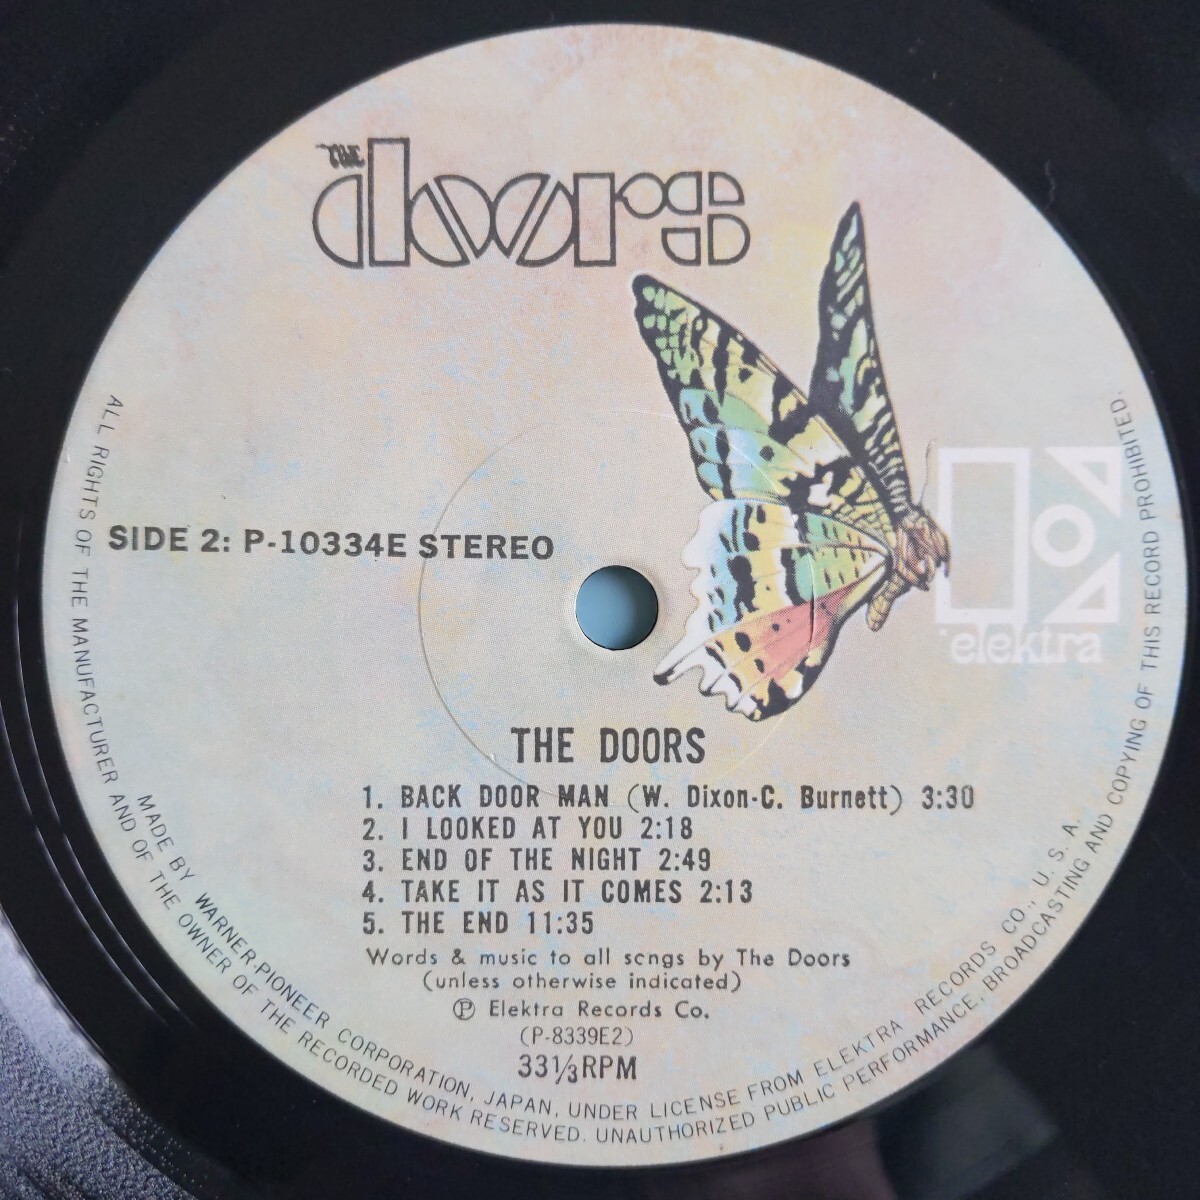 THE
doors
elektra
SIDE 2: P-10334E STEREO
THE DOORS
1. BACK DOOR MAN (W. Dixon-C. Burnett) 3:30
2. I LOOKED AT YOU 2:18
3. END OF THE NIGHT 2:49
4. TAKE IT AS IT COMES 2:13
5. THE END 11:35
Words & music to all songs by The Doors
(unless otherwise indicated)
Ⓟ Elektra Records Co.
(P-8339E2)
33⅓RPM
MADE BY WARNER-PIONEER CORPORATION, JAPAN, UNDER LICENSE FROM ELEKTRA RECORDS CO., U. S. A.
ALL RIGHTS OF THE MANUFACTURER AND OF THE OWNER OF THE RECORDED WORK RESERVED. UNAUTHORIZED PUBLIC PERFORMANCE, BROADCASTING AND COPYING OF THIS RECORD PROHIBITED.